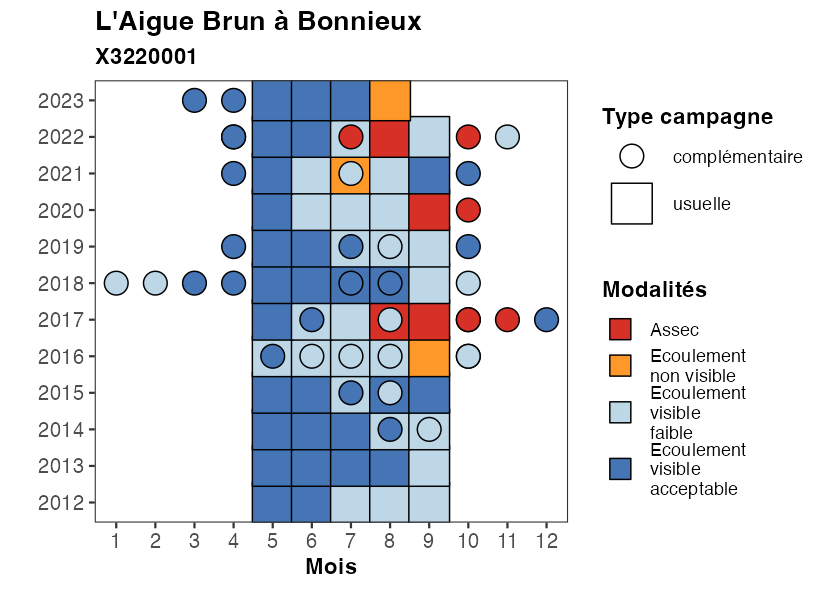 L'Aigue Brun à Bonnieux
X3220001
2023
2022
2021
2020
2019
2018
2017
2016
2015
2014
2013
2012
1 2 3 4 5 6 7 8 9 10 11 12
Mois
Type campagne
complémentaire
usuelle
Modalités
Assec
Ecoulement
non visible
Ecoulement
visible
faible
Ecoulement
visible
acceptable